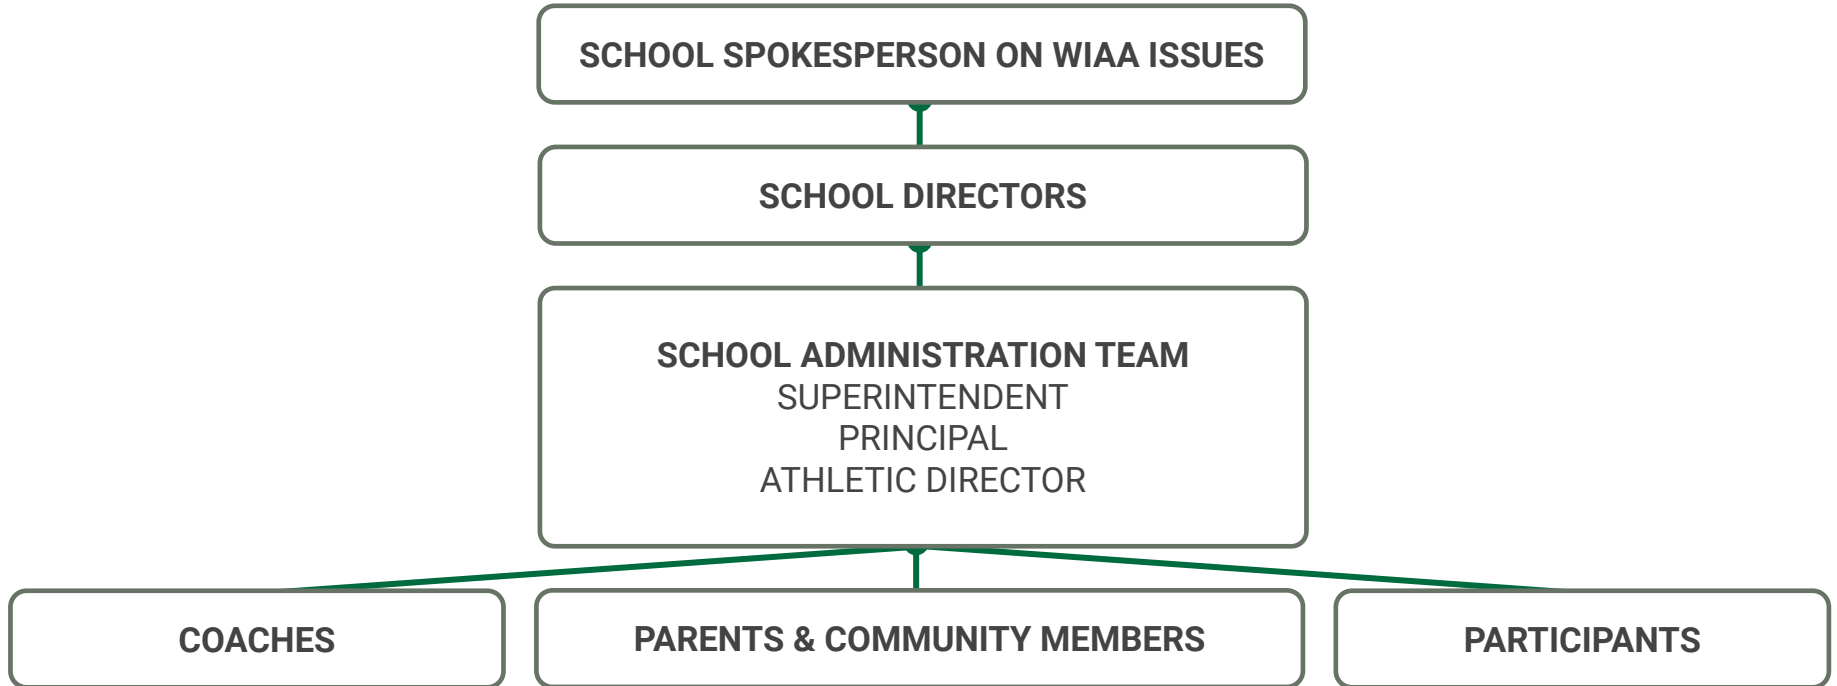 SCHOOL SPOKESPERSON ON WIAA ISSUES
SCHOOL DIRECTORS
SCHOOL ADMINISTRATION TEAM
SUPERINTENDENT
PRINCIPAL
ATHLETIC DIRECTOR
COACHES
PARENTS & COMMUNITY MEMBERS
PARTICIPANTS